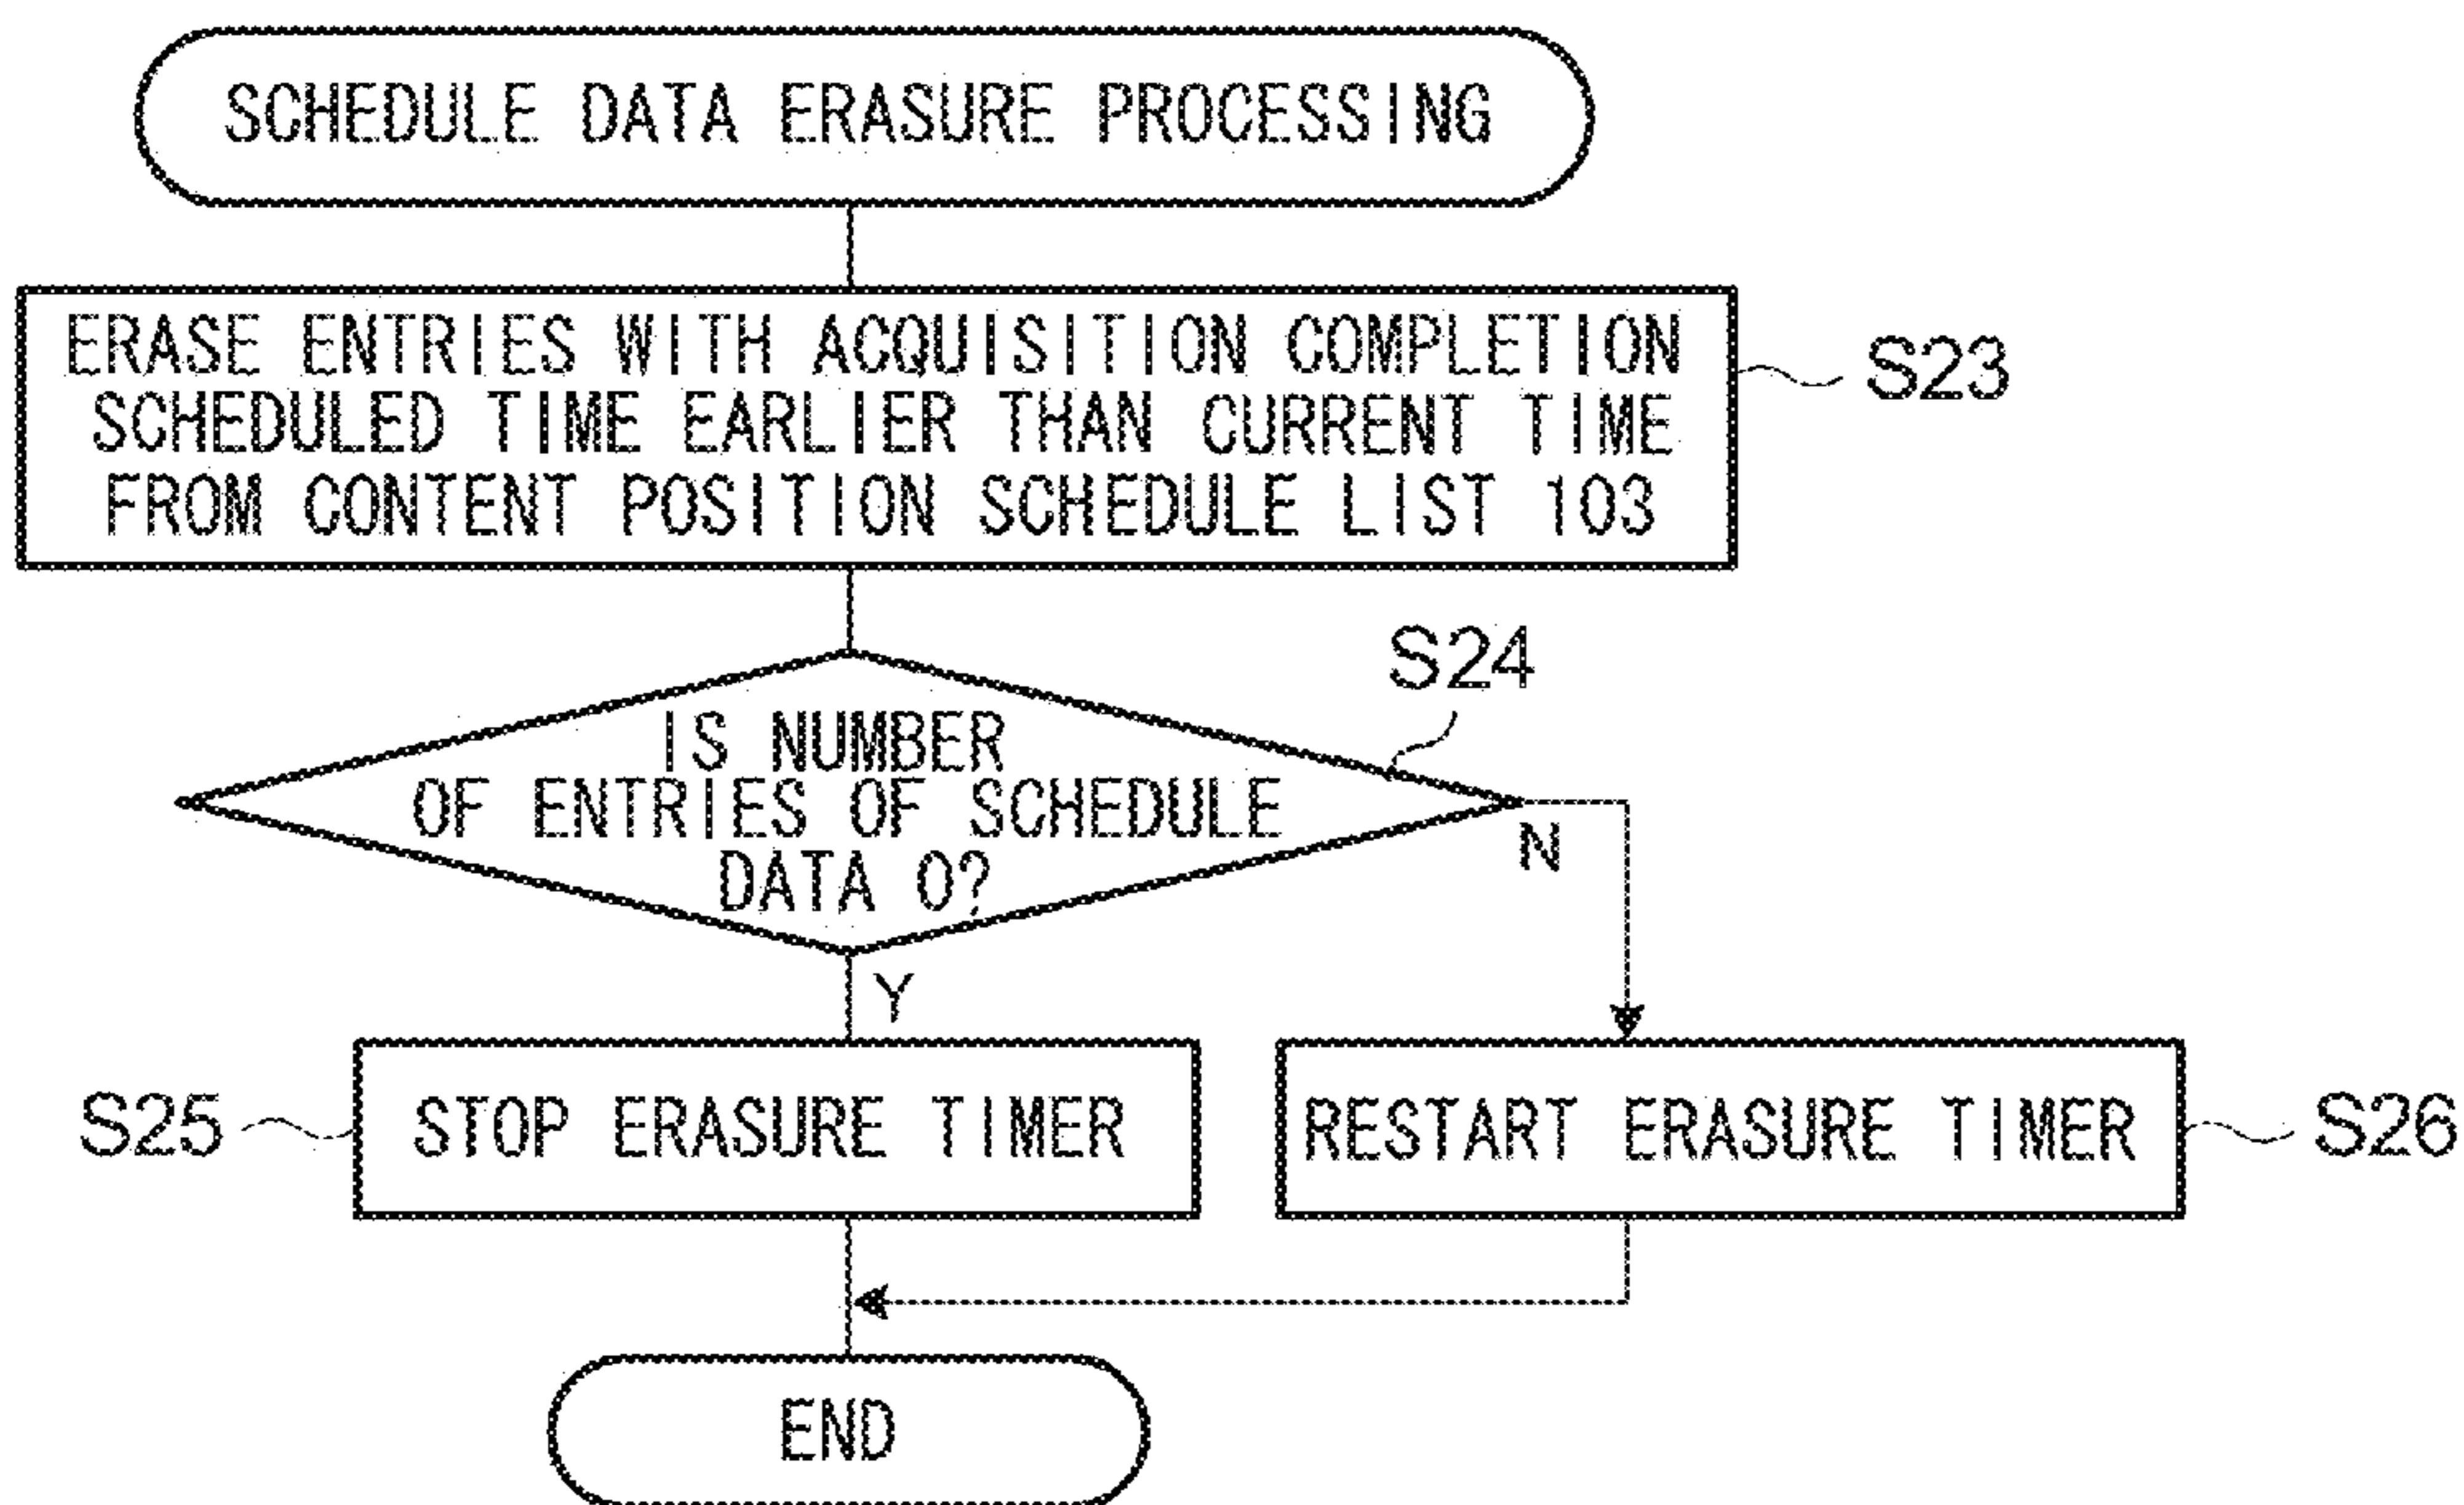 SCHEDULE DATA ERASURE PROCESSING
ERASE ENTRIES WITH ACQUISITION COMPLETION
SCHEDULED TIME EARLIER THAN CURRENT TIME
FROM CONTENT POSITION SCHEDULE LIST 103
S23
S24
IS NUMBER
OF ENTRIES OF SCHEDULE
DATA 0?
N
Y
S25
STOP ERASURE TIMER
RESTART ERASURE TIMER
S26
END